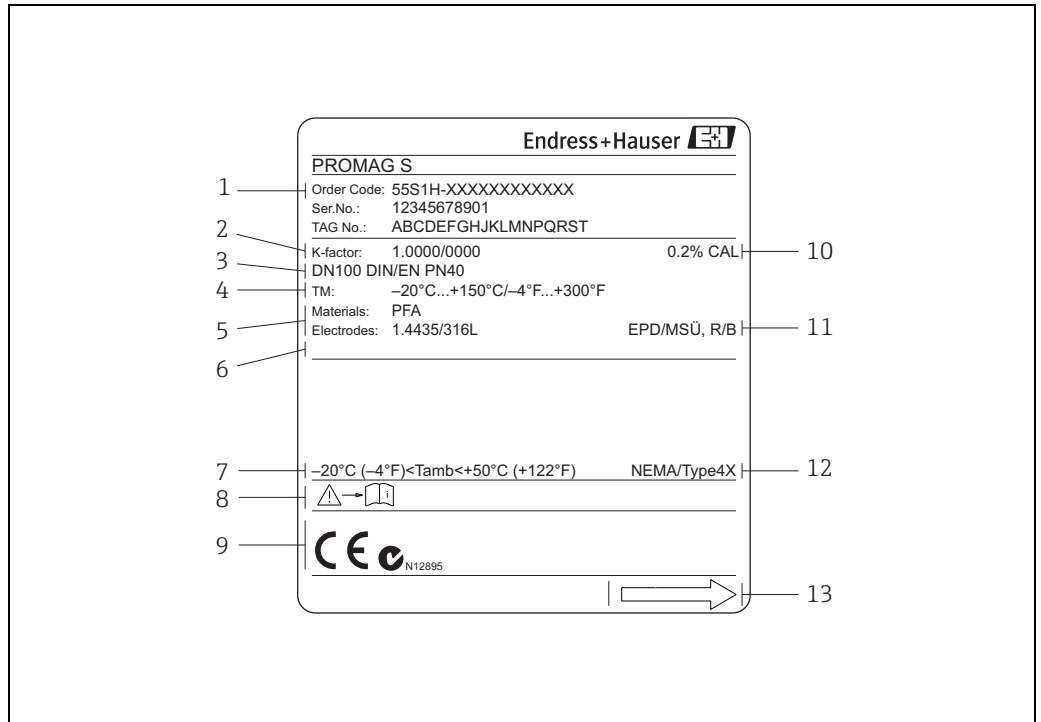 Endress+Hauser
PROMAG S
1
Order Code: 55S1H-XXXXXXXXXXXX
Ser.No.: 12345678901
TAG No.: ABCDEFGHJKLMNPQRST
2
K-factor: 1.0000/0000 0.2% CAL
10
3
DN100 DIN/EN PN40
4
TM: –20°C...+150°C/–4°F...+300°F
5
Materials: PFA
Electrodes: 1.4435/316L EPD/MSÜ, R/B
11
6
7
–20°C (–4°F)<Tamb<+50°C (+122°F) NEMA/Type4X
12
8
i
9
CE N12895
13